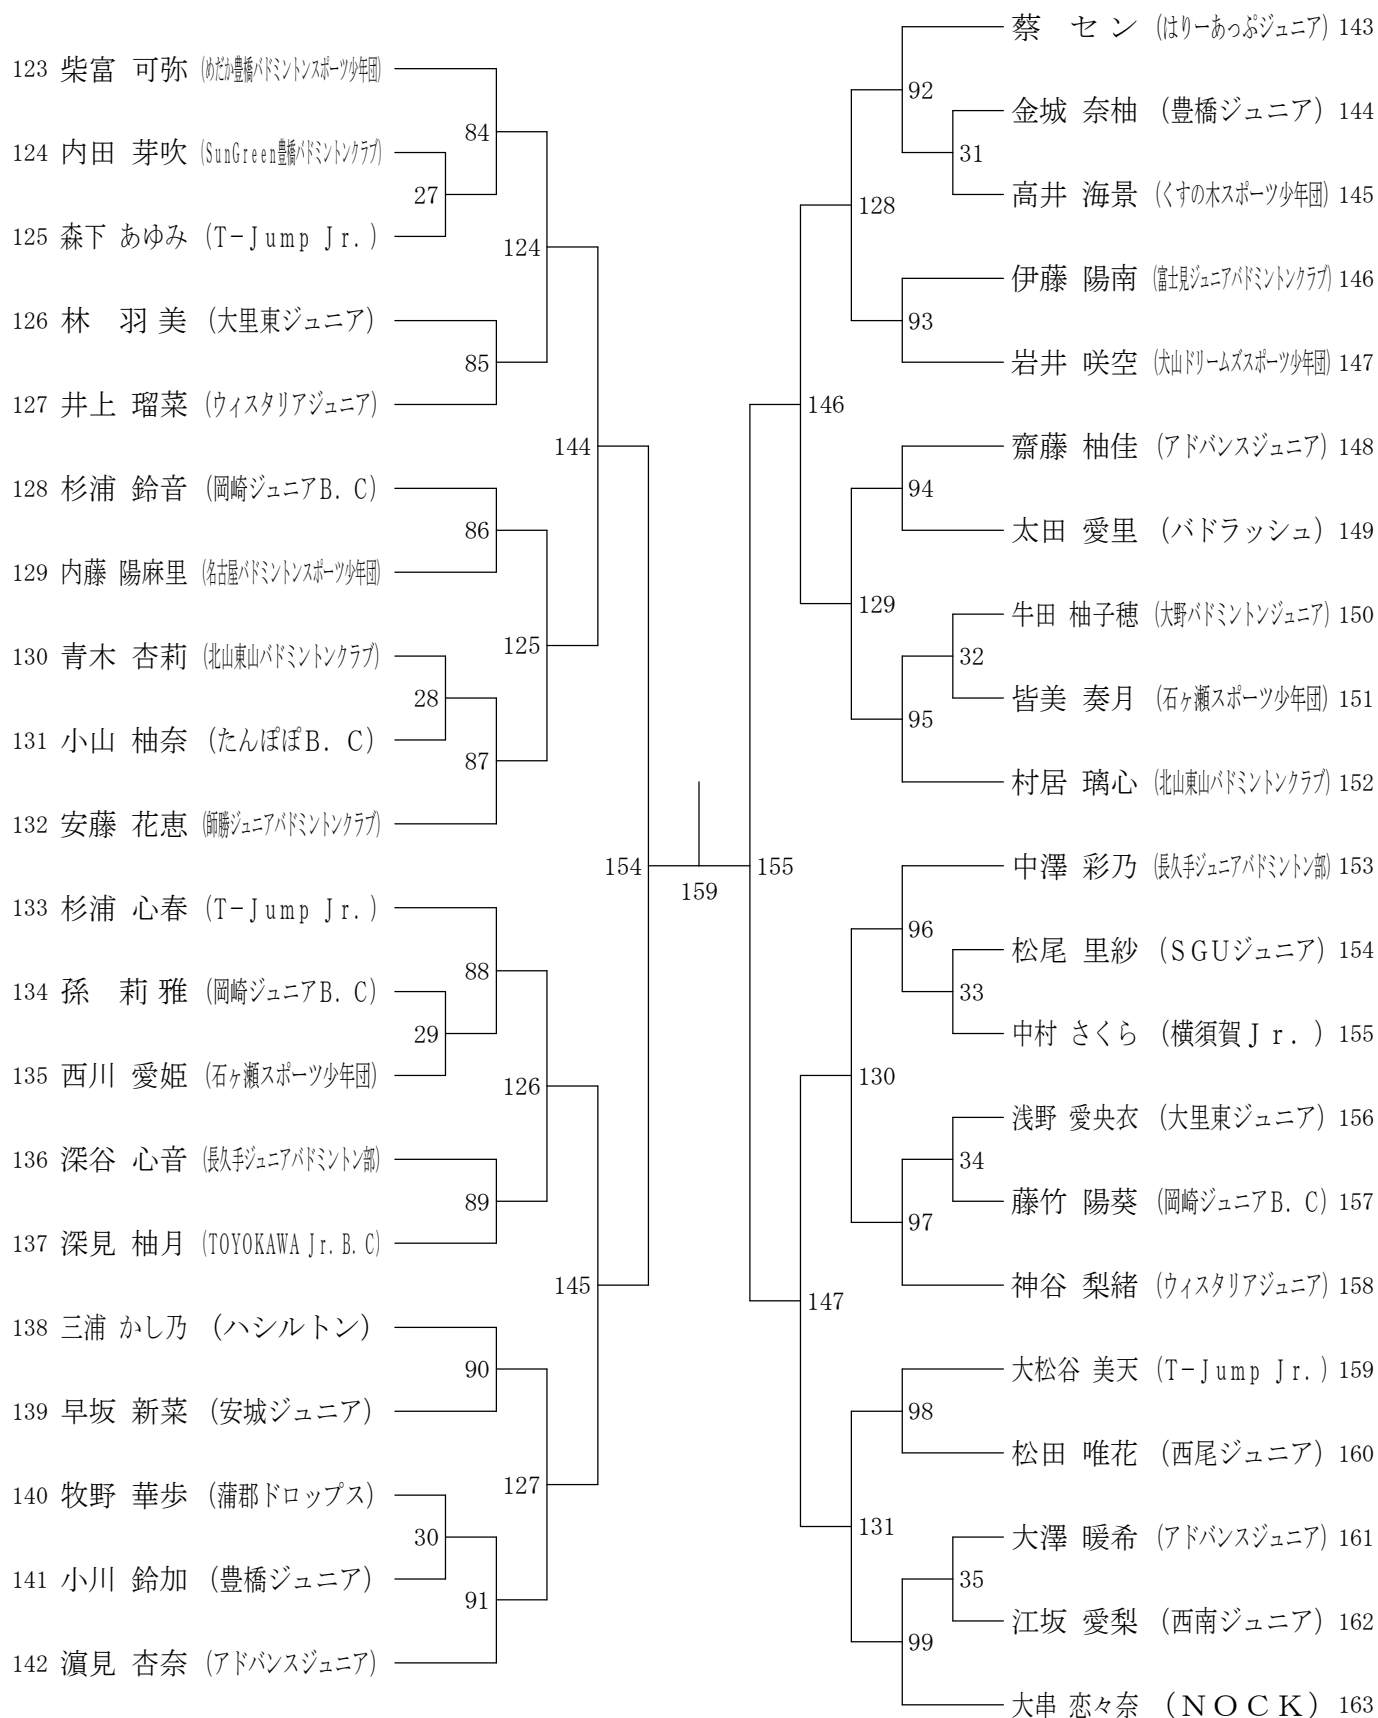 123 柴富 可弥 (めだか豊橋バドミントンスポーツ少年団)
84
124 内田 芽吹 (SunGreen豊橋バドミントンクラブ)
27
125 森下 あゆみ (T-Jump Jr.)
124
126 林 羽美 (大里東ジュニア)
85
127 井上 瑠菜 (ウィスタリアジュニア)
144
128 杉浦 鈴音 (岡崎ジュニアB.C)
86
129 内藤 陽麻里 (名古屋バドミントンスポーツ少年団)
125
130 青木 杏莉 (北山東山バドミントンクラブ)
28
131 小山 柚奈 (たんぽぽB.C)
87
132 安藤 花恵 (師勝ジュニアバドミントンクラブ)
154
133 杉浦 心春 (T-Jump Jr.)
88
134 孫 莉雅 (岡崎ジュニアB.C)
29
135 西川 愛姫 (石ヶ瀬スポーツ少年団)
126
136 深谷 心音 (長久手ジュニアバドミントン部)
89
137 深見 柚月 (TOYOKAWA Jr.B.C)
145
138 三浦 かし乃 (ハシルトン)
90
139 早坂 新菜 (安城ジュニア)
127
140 牧野 華歩 (蒲郡ドロップス)
30
141 小川 鈴加 (豊橋ジュニア)
91
142 濵見 杏奈 (アドバンスジュニア)
159
蔡 セン (はりーあっぷジュニア) 143
92
金城 奈柚 (豊橋ジュニア) 144
31
高井 海景 (くすの木スポーツ少年団) 145
128
伊藤 陽南 (富士見ジュニアバドミントンクラブ) 146
93
岩井 咲空 (犬山ドリームズスポーツ少年団) 147
146
齋藤 柚佳 (アドバンスジュニア) 148
94
太田 愛里 (バドラッシュ) 149
129
牛田 柚子穂 (大野バドミントンジュニア) 150
32
皆美 奏月 (石ヶ瀬スポーツ少年団) 151
95
村居 璃心 (北山東山バドミントンクラブ) 152
155
中澤 彩乃 (長久手ジュニアバドミントン部) 153
96
松尾 里紗 (SGUジュニア) 154
33
中村 さくら (横須賀Jr.) 155
130
浅野 愛央衣 (大里東ジュニア) 156
34
藤竹 陽葵 (岡崎ジュニアB.C) 157
97
神谷 梨緒 (ウィスタリアジュニア) 158
147
大松谷 美天 (T-Jump Jr.) 159
98
松田 唯花 (西尾ジュニア) 160
131
大澤 暖希 (アドバンスジュニア) 161
35
江坂 愛梨 (西南ジュニア) 162
99
大串 恋々奈 (NOCK) 163